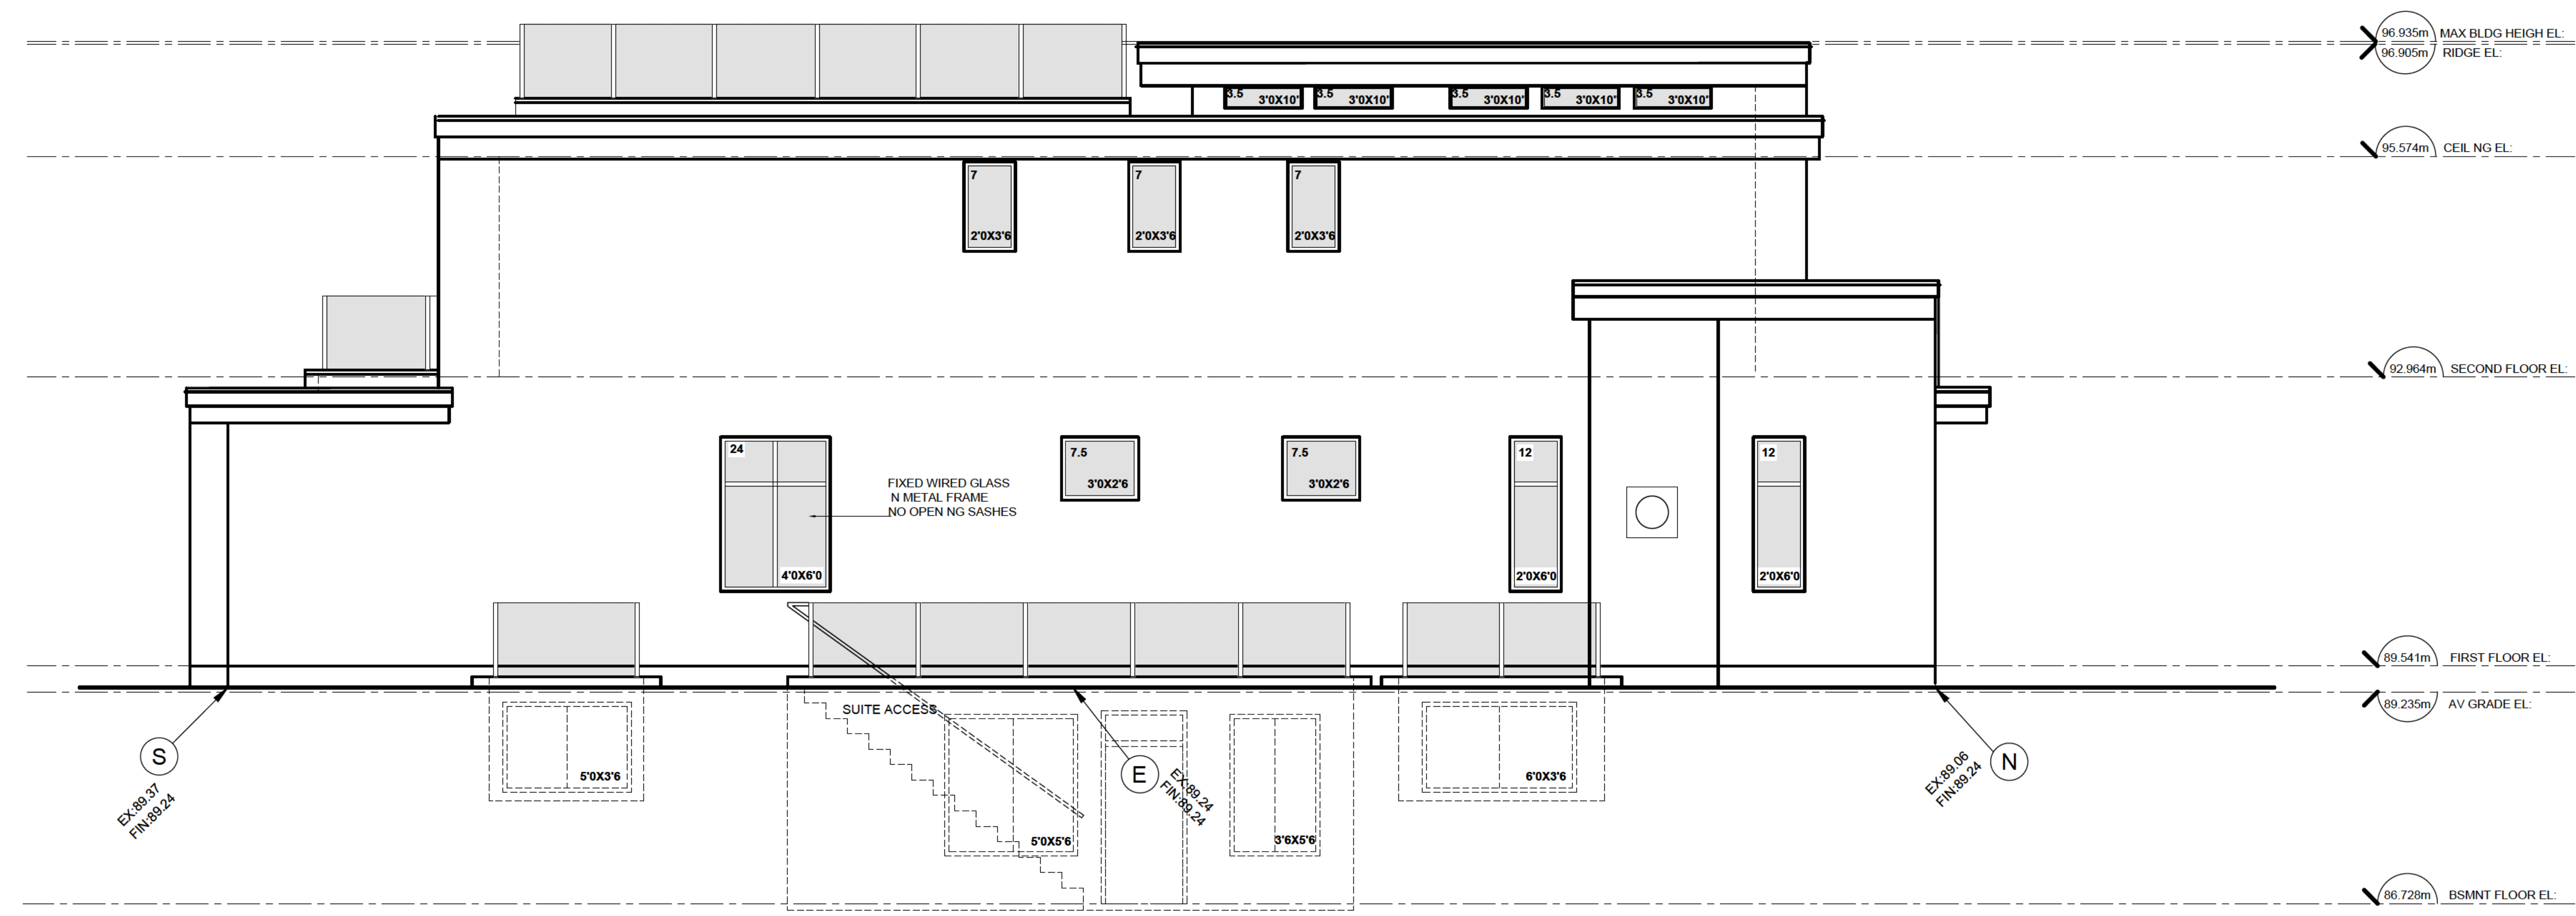 96.935m MAX BLDG HEIGH EL:
96.905m RIDGE EL:
3.5 3'0X10"
3.5 3'0X10"
3.5 3'0X10"
3.5 3'0X10"
3.5 3'0X10"
95.574m CEIL NG EL:
7
7
7
2'0X3'6
2'0X3'6
2'0X3'6
92.964m SECOND FLOOR EL:
24
7.5
7.5
12
12
3'0X2'6
3'0X2'6
FIXED WIRED GLASS
N METAL FRAME
NO OPEN NG SASHES
4'0X6'0
2'0X6'0
2'0X6'0
89.541m FIRST FLOOR EL:
89.235m AV GRADE EL:
SUITE ACCESS
S
E
N
EX:89.37
FIN:89.24
EX:89.24
FIN:89.24
EX:89.06
FIN:89.24
5'0X3'6
6'0X3'6
5'0X5'6
3'6X5'6
86.728m BSMNT FLOOR EL: